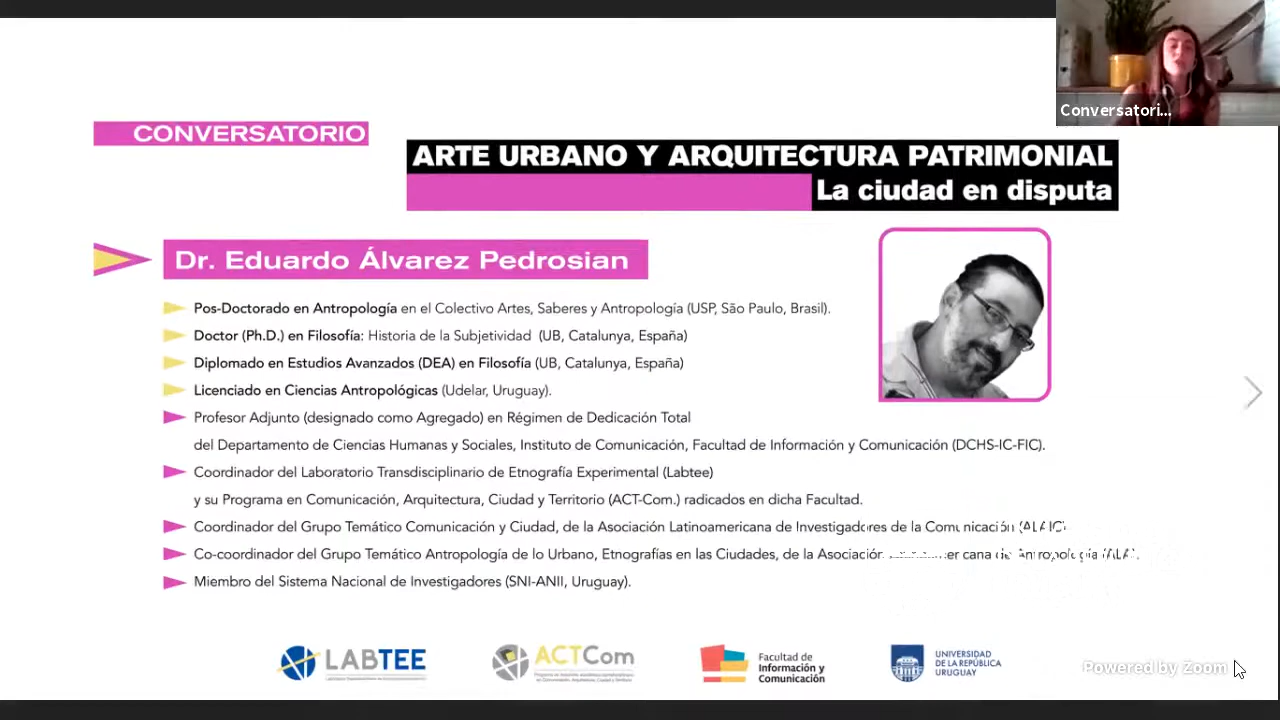 Conversatori...
CONVERSATORIO
ARTE URBANO Y ARQUITECTURA PATRIMONIAL
La ciudad en disputa
Dr. Eduardo Álvarez Pedrosian
Pos-Doctorado en Antropología en el Colectivo Artes, Saberes y Antropología (USP, São Paulo, Brasil).
Doctor (Ph.D.) en Filosofía: Historia de la Subjetividad (UB, Catalunya, España)
Diplomado en Estudios Avanzados (DEA) en Filosofía (UB, Catalunya, España)
Licenciado en Ciencias Antropológicas (Udelar, Uruguay).
Profesor Adjunto (designado como Agregado) en Régimen de Dedicación Total
del Departamento de Ciencias Humanas y Sociales, Instituto de Comunicación, Facultad de Información y Comunicación (DCHS-IC-FIC).
Coordinador del Laboratorio Transdisciplinario de Etnografía Experimental (Labtee)
y su Programa en Comunicación, Arquitectura, Ciudad y Territorio (ACT-Com.) radicados en dicha Facultad.
Coordinador del Grupo Temático Comunicación y Ciudad, de la Asociación Latinoamericana de Investigadores de la Comunicación
Co-coordinador del Grupo Temático Antropología de lo Urbano, Etnografías en las Ciudades, de la Asociación de Antropología
Miembro del Sistema Nacional de Investigadores (SNI-ANII, Uruguay).
LABTEE
ACTCom
Facultad de
Información y
Comunicación
UNIVERSIDAD
DE LA REPÚBLICA
URUGUAY
Powered by Zoom